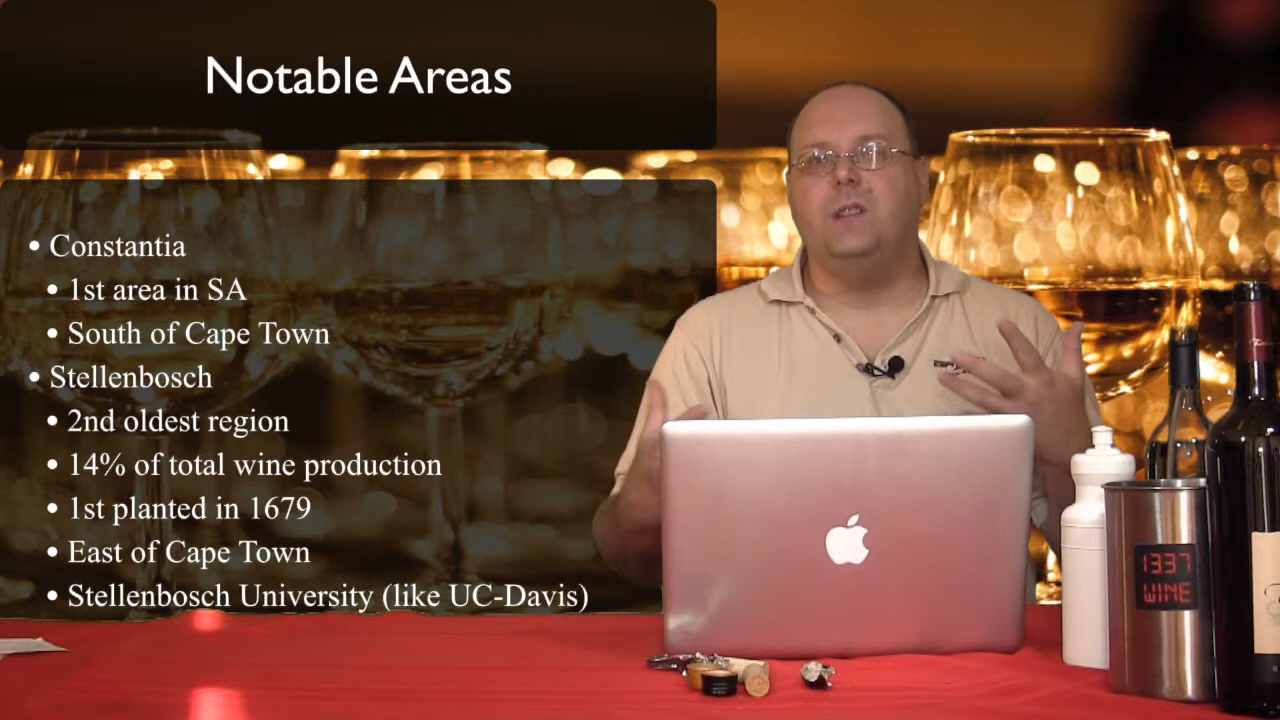 Notable Areas
• Constantia
• 1st area in SA
• South of Cape Town
• Stellenbosch
• 2nd oldest region
• 14% of total wine production
• 1st planted in 1679
• East of Cape Town
• Stellenbosch University (like UC-Davis)
1337
WINE